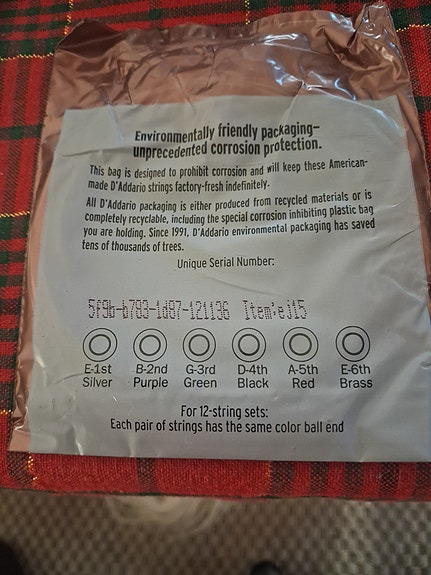 Environmentally friendly packaging–
unprecedented corrosion protection.
This bag is designed to prohibit corrosion and will keep these American-
made D'Addario strings factory-fresh indefinitely.
All D'Addario packaging is either produced from recycled materials or is
completely recyclable, including the special corrosion inhibiting plastic bag
you are holding. Since 1991, D'Addario environmental packaging has saved
tens of thousands of trees.
Unique Serial Number:
5f9b-b783-1d87-121136 Item:ej15
E-1st B-2nd G-3rd D-4th A-5th E-6th
Silver Purple Green Black Red Brass
For 12-string sets:
Each pair of strings has the same color ball end